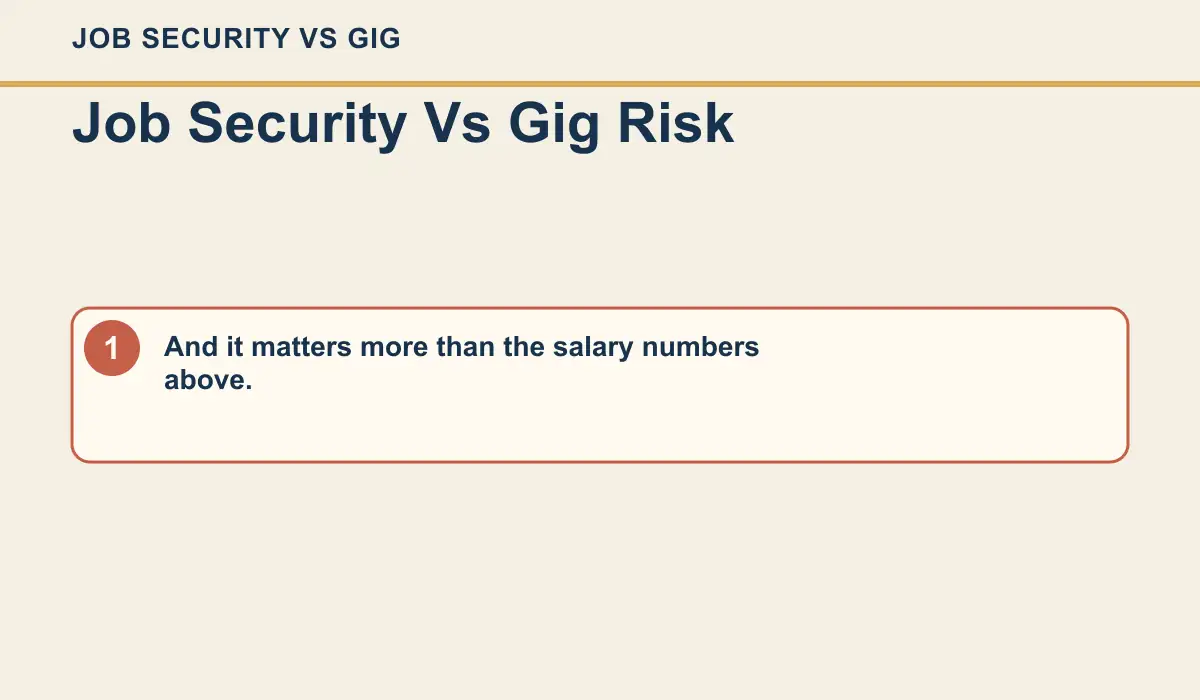 JOB SECURITY VS GIG
Job Security Vs Gig Risk
1
And it matters more than the salary numbers
above.